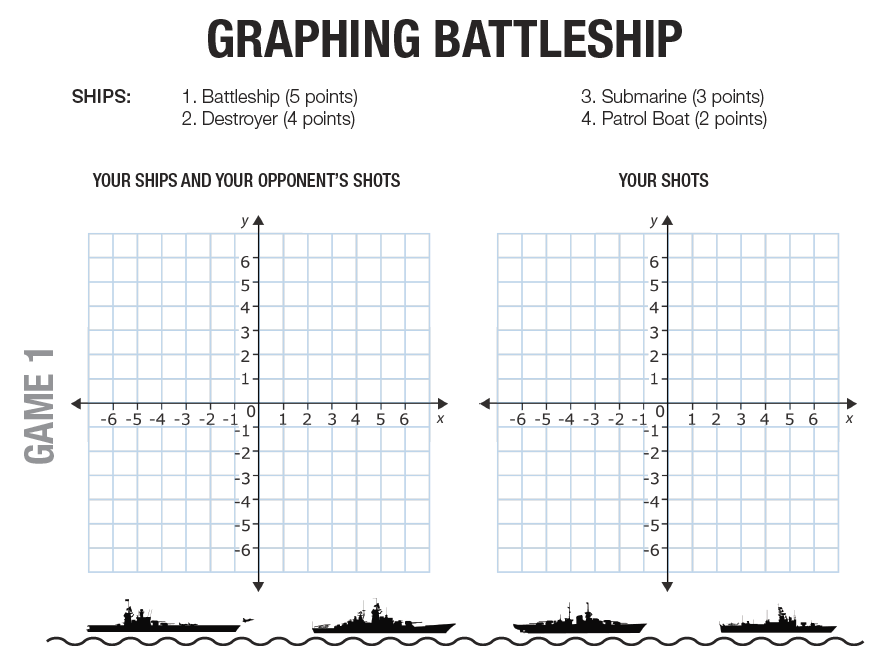 GRAPHING BATTLESHIP
SHIPS:
1. Battleship (5 points)
2. Destroyer (4 points)
3. Submarine (3 points)
4. Patrol Boat (2 points)
YOUR SHIPS AND YOUR OPPONENT'S SHOTS
YOUR SHOTS
GAME 1
y
6
5
4
3
2
1
-6 -5 -4 -3 -2 -1 0 1 2 3 4 5 6 x
-1
-2
-3
-4
-5
-6
y
6
5
4
3
2
1
-6 -5 -4 -3 -2 -1 0 1 2 3 4 5 6 x
-1
-2
-3
-4
-5
-6